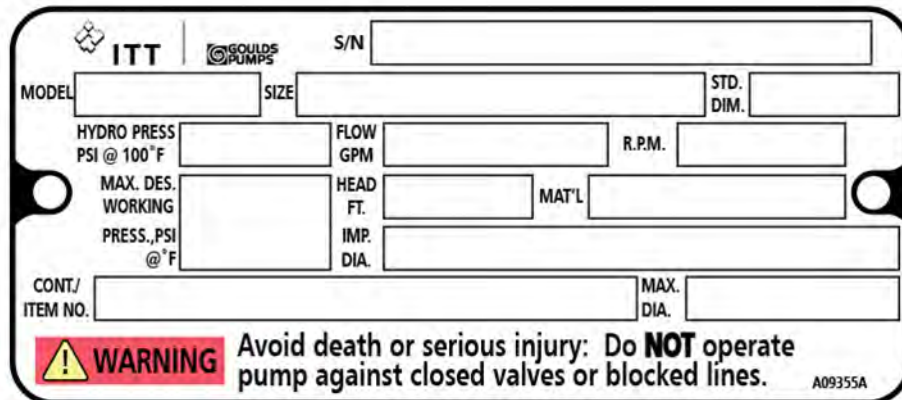 ITT GOULDS PUMPS S/N
MODEL SIZE STD. DIM.
HYDRO PRESS PSI @ 100˚F FLOW GPM R.P.M.
MAX. DES. WORKING HEAD FT. MAT'L
PRESS.,PSI @˚F IMP. DIA.
CONT./ ITEM NO. MAX. DIA.
WARNING
Avoid death or serious injury: Do NOT operate
pump against closed valves or blocked lines.
A09355A